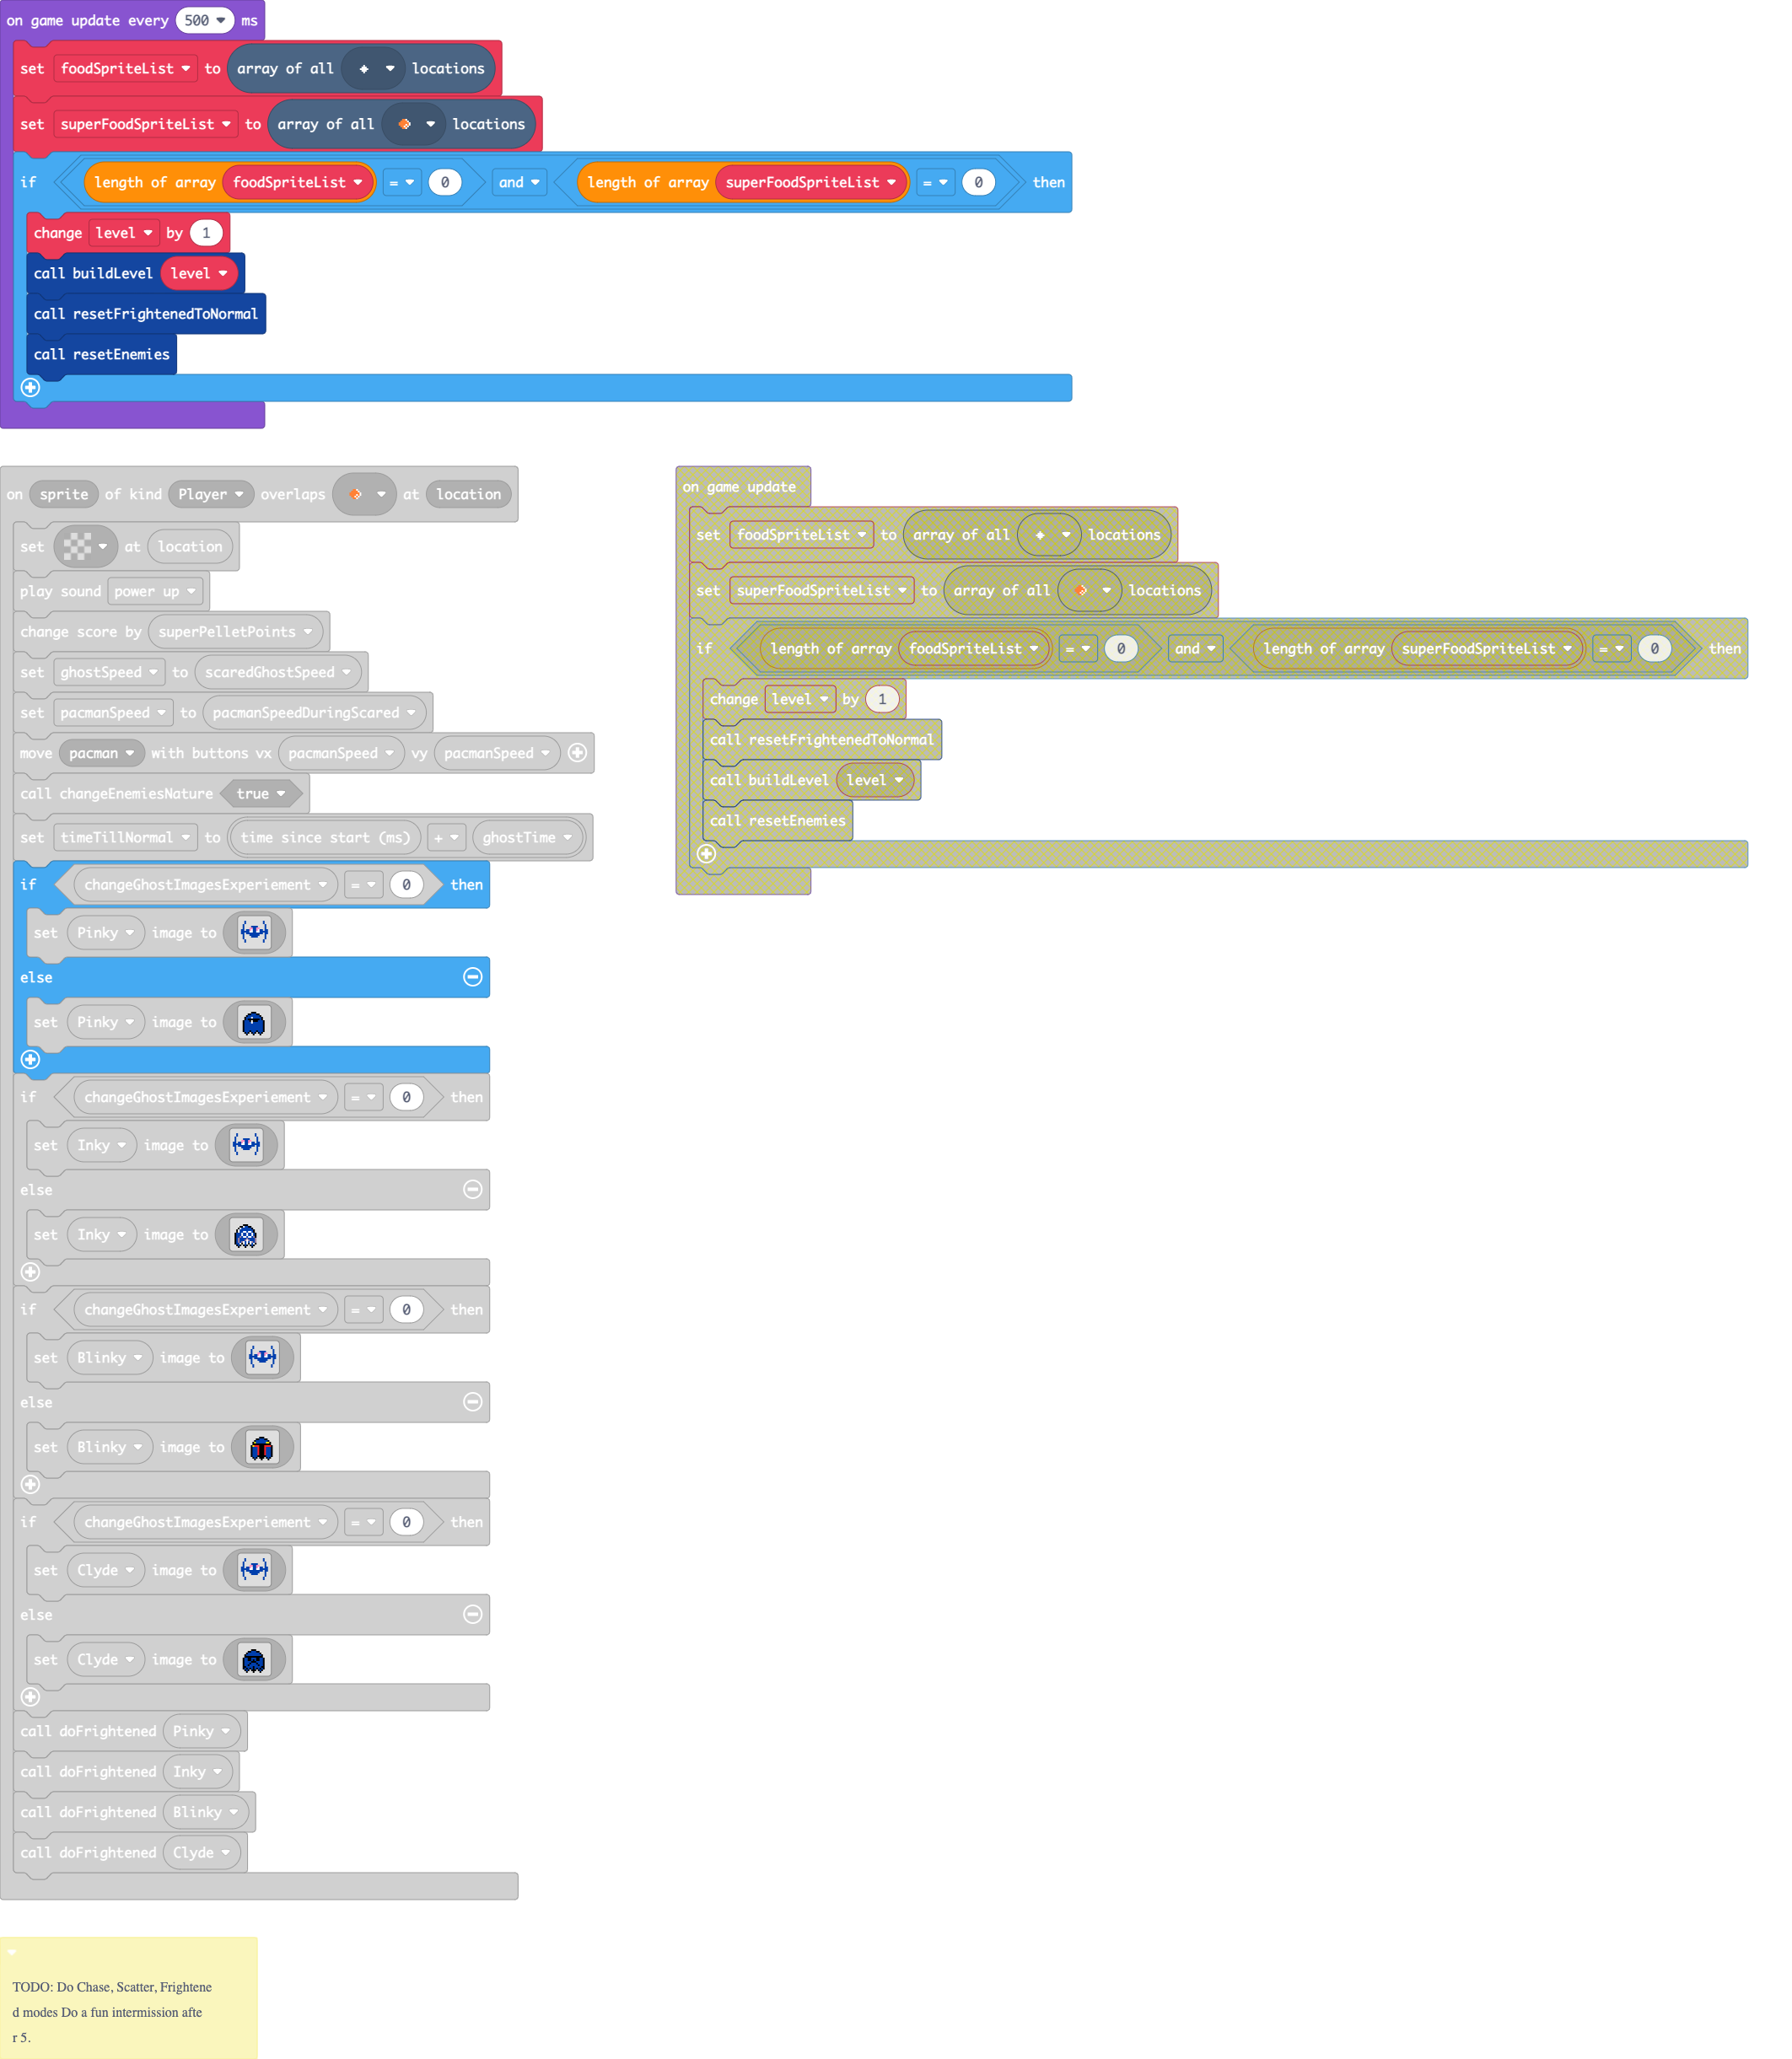 on game update every 500 ms
set foodSpriteList to array of all locations
set superFoodSpriteList to array of all locations
if length of array foodSpriteList = 0 and length of array superFoodSpriteList = 0 then
change level by 1
call buildLevel level
call resetFrightenedToNormal
call resetEnemies
on sprite of kind Player overlaps at location
set at location
play sound power up
change score by superPelletPoints
set ghostSpeed to scaredGhostSpeed
set pacmanSpeed to pacmanSpeedDuringScared
move pacman with buttons vx pacmanSpeed vy pacmanSpeed
call changeEnemiesNature true
set timeTillNormal to time since start (ms) + ghostTime
if changeGhostImagesExperiement = 0 then
set Pinky image to
else
set Pinky image to
if changeGhostImagesExperiement = 0 then
set Inky image to
else
set Inky image to
if changeGhostImagesExperiement = 0 then
set Blinky image to
else
set Blinky image to
if changeGhostImagesExperiement = 0 then
set Clyde image to
else
set Clyde image to
call doFrightened Pinky
call doFrightened Inky
call doFrightened Blinky
call doFrightened Clyde
on game update
set foodSpriteList to array of all locations
set superFoodSpriteList to array of all locations
if length of array foodSpriteList = 0 and length of array superFoodSpriteList = 0 then
change level by 1
call resetFrightenedToNormal
call buildLevel level
call resetEnemies
TODO: Do Chase, Scatter, Frightene
d modes Do a fun intermission afte
r 5.